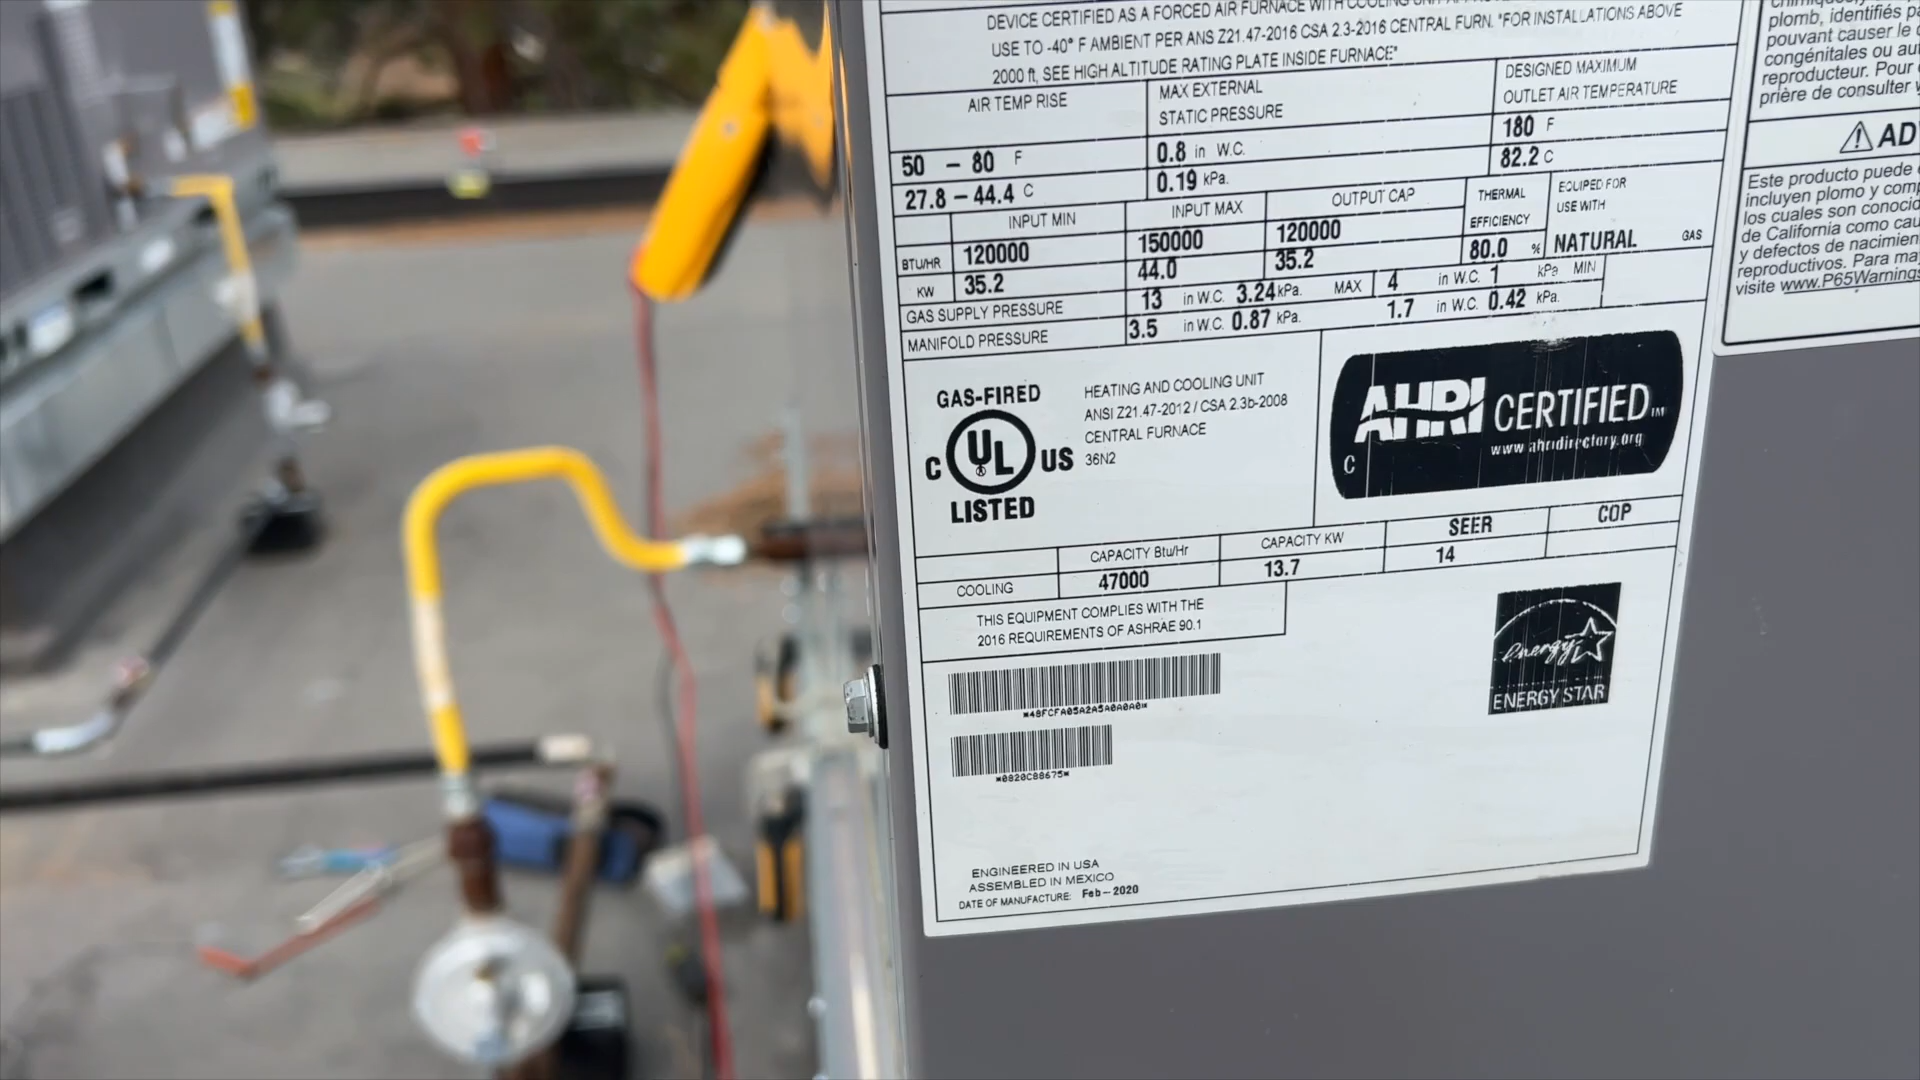 DEVICE CERTIFIED AS A FORCED AIR FURNACE WITH COOLING UNIT
USE TO -40° F AMBIENT PER ANS Z21.47-2016 CSA 2.3-2016 CENTRAL FURN. "FOR INSTALLATIONS ABOVE
2000 ft, SEE HIGH ALTITUDE RATING PLATE INSIDE FURNACE"
AIR TEMP RISE
50 – 80 F
27.8 – 44.4 C
MAX EXTERNAL
STATIC PRESSURE
0.8 in W.C.
0.19 kPa.
DESIGNED MAXIMUM
OUTLET AIR TEMPERATURE
180 F
82.2 C
INPUT MIN INPUT MAX OUTPUT CAP
BTU/HR 120000 150000 120000
KW 35.2 44.0 35.2
THERMAL
EFFICIENCY
80.0 %
EQUIPED FOR
USE WITH
NATURAL GAS
GAS SUPPLY PRESSURE 13 in W.C. 3.24 kPa. MAX 4 in W.C. 1 kPa MIN
MANIFOLD PRESSURE 3.5 in W.C. 0.87 kPa. 1.7 in W.C. 0.42 kPa.
GAS-FIRED
C UL US
LISTED
HEATING AND COOLING UNIT
ANSI Z21.47-2012 / CSA 2.3b-2008
CENTRAL FURNACE
36N2
AHRI CERTIFIED TM
www.ahridirectory.org
C
CAPACITY Btu/Hr CAPACITY KW SEER COP
COOLING 47000 13.7 14
THIS EQUIPMENT COMPLIES WITH THE
2016 REQUIREMENTS OF ASHRAE 90.1
*48FCFA05A2A5A0A0A0*
*0820C88675*
energy
ENERGY STAR
ENGINEERED IN USA
ASSEMBLED IN MEXICO
DATE OF MANUFACTURE: Feb-2020
plomb, identifiés
pouvant causer le
congénitales ou
reproducteur. Pour
prière de consulter
Este producto puede
incluyen plomo y
los cuales son
de California como
y defectos de
reproductivos. Para
visite www.P65Warnings